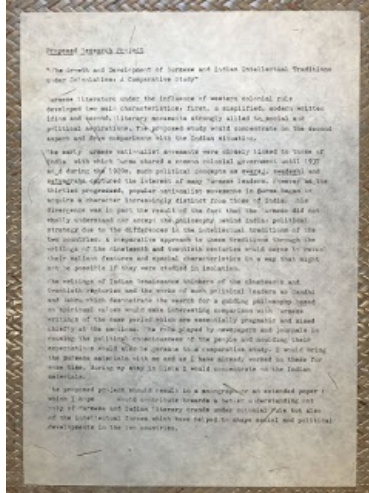 Proposed Research Project
"The Growth and Development of Burmese and Indian Intellectual Traditions
under Colonialism: A Comparative Study"
Burmese literature under the influence of western colonial rule
developed two main characteristics: first, a simplified, modern written
idiom and second, literary movements strongly allied to social and
political aspirations. The proposed study would concentrate on the second
aspect and draw comparisons with the Indian situation.
The early Burmese nationalist movements were closely linked to those of
India with which Burma shared a common colonial government until 1937
and during the 1920s, such political concepts as swaraj, swadeshi and
satyagraha captured the interest of many Burmese leaders. However as the
thirties progressed, popular nationalist movements in Burma began to
acquire a character increasingly distinct from those of India. This
divergence was in part the result of the fact that the Burmese did not
wholly understand nor accept the philosophy behind Indian political
strategy due to the differences in the intellectual traditions of the
two countries. A comparative approach to these traditions through the
writings of the nineteenth and twentieth centuries would serve to reveal
their salient features and special characteristics in a way that might
not be possible if they were studied in isolation.
The writings of Indian Renaissance thinkers of the nineteenth and
twentieth centuries and the works of such political leaders as Gandhi
and Nehru which demonstrate the search for a guiding philosophy based
on spiritual values would make interesting comparison with Burmese
writings of the same period which are essentially pragmatic and aimed
chiefly at the emotions. The role played by newspapers and journals in
rousing the political consciousness of the people and moulding their
expectations would also be germane to a comparative study. I would bring
the Burmese materials with me and as I have already worked on these for
some time, during my stay in Simla I would concentrate on the Indian
materials.
The proposed project should result in a monograph or an extended paper
which I hope would contribute towards a better understanding not
only of Burmese and Indian literary trends under colonial rule but also
of the intellectual forces which have helped to shape social and political
developments in the two countries.